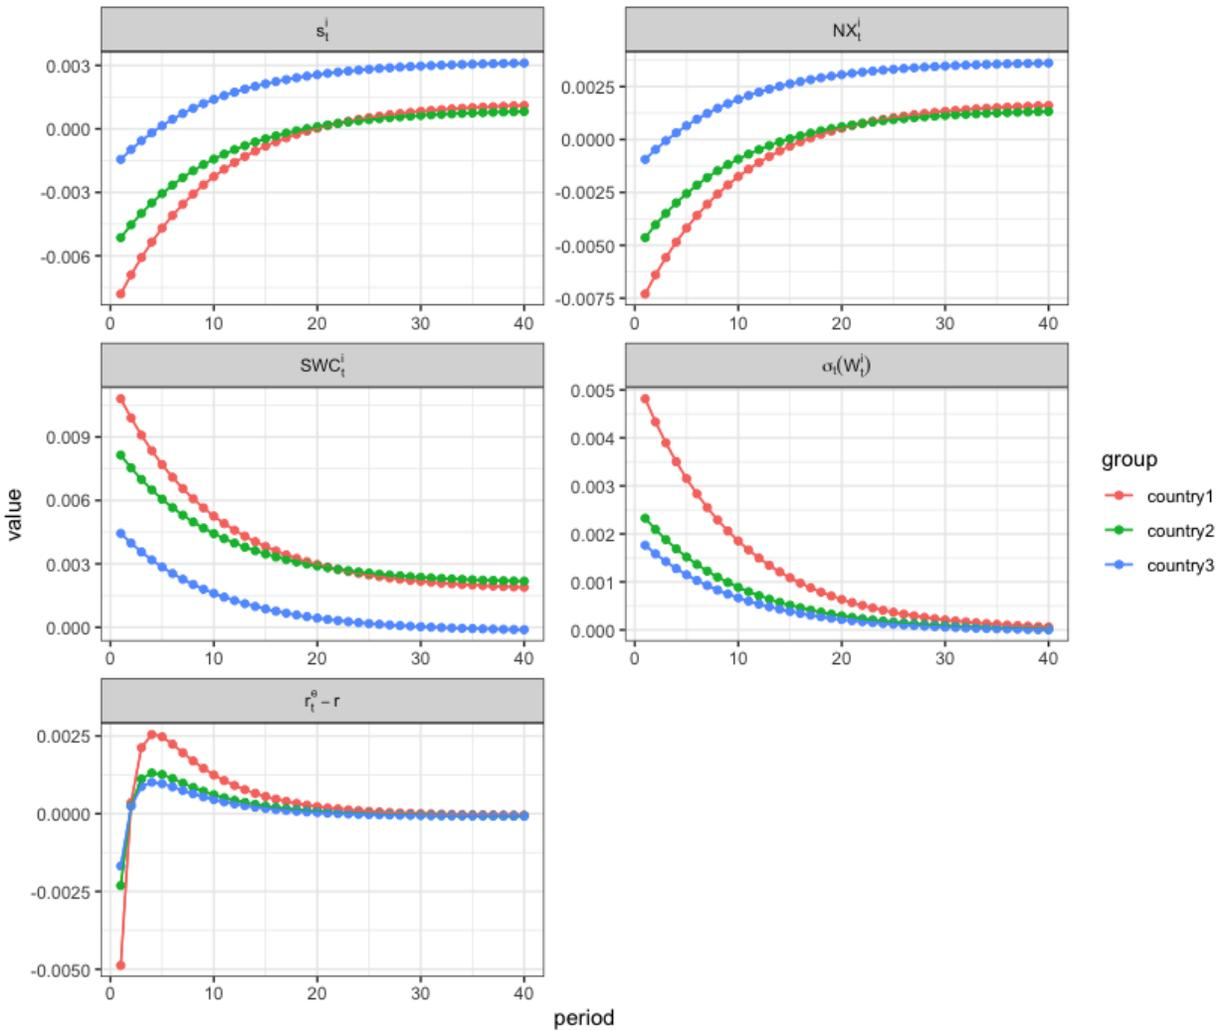 s_t^i
0.003
0.000
-0.003
-0.006
0 10 20 30 40
NX_t^i
0.0025
0.0000
-0.0025
-0.0050
-0.0075
0 10 20 30 40
SWC_t^i
0.009
0.006
0.003
0.000
0 10 20 30 40
σ_t(W_t^i)
0.005
0.004
0.003
0.002
0.001
0.000
0 10 20 30 40
r_t^e – r
0.0025
0.0000
-0.0025
-0.0050
0 10 20 30 40
value
period
group
country1
country2
country3